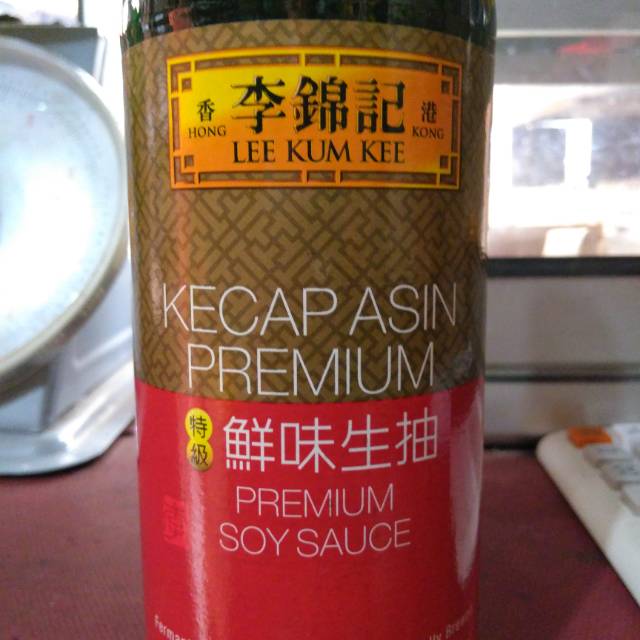 香 李錦記 港
HONG LEE KUM KEE KONG
KECAP ASIN
PREMIUM
特級 鮮味生抽
PREMIUM
SOY SAUCE